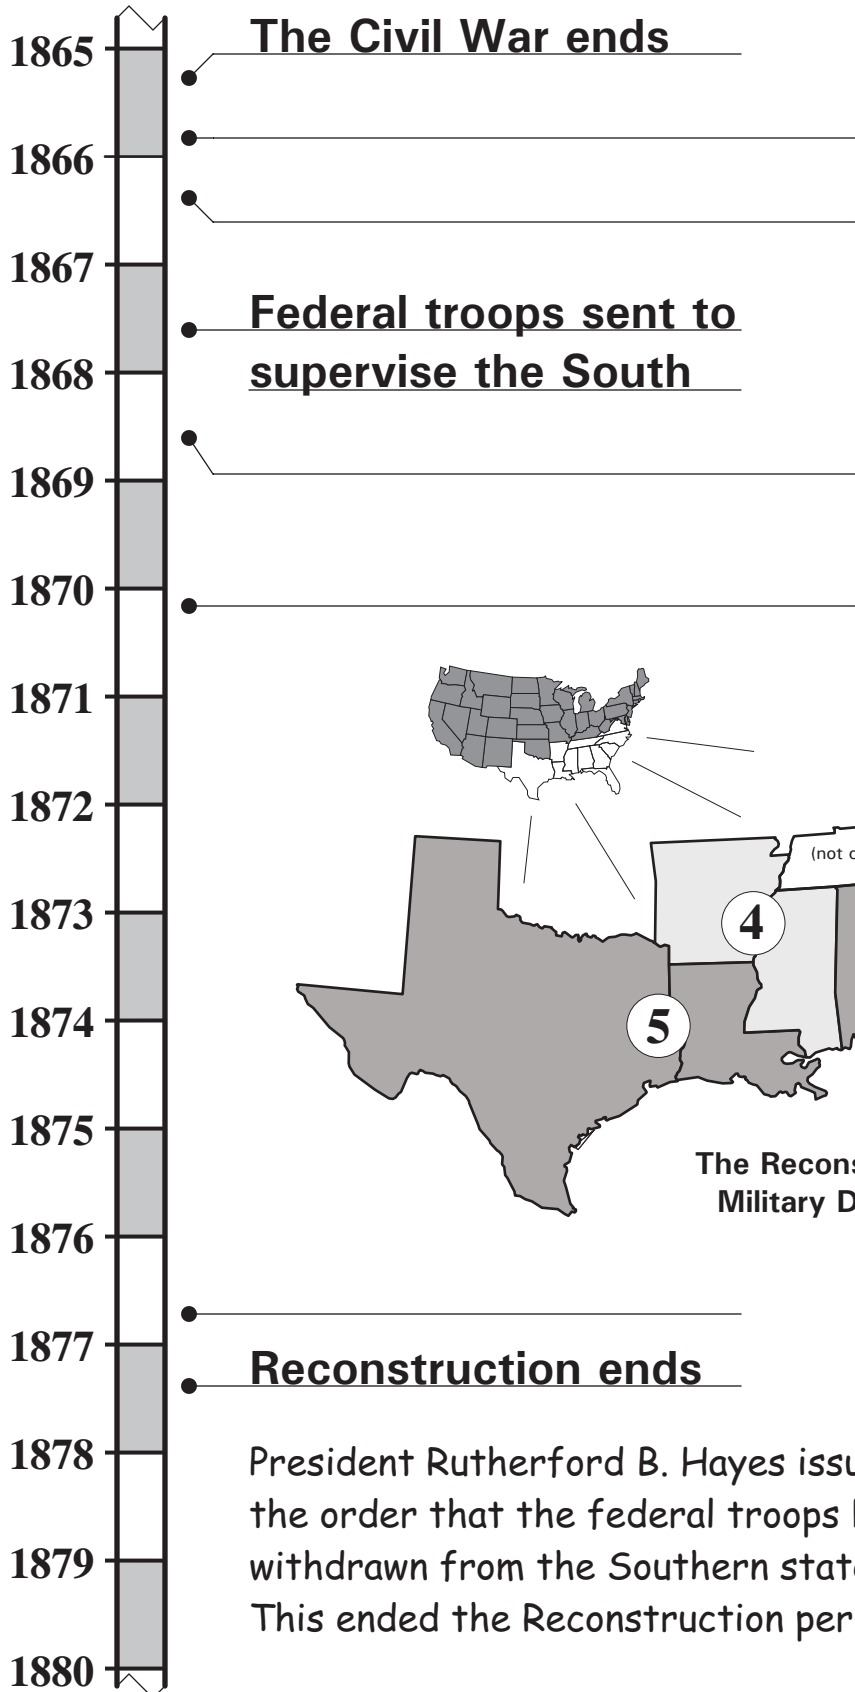 The Civil War ends
1865
1866
1867
Federal troops sent to
supervise the South
1868
1869
1870
1871
1872
(not
1873
4
1874
5
1875
The Recons
Military D
1876
1877
Reconstruction ends
1878
President Rutherford B. Hayes issu
the order that the federal troops
1879
withdrawn from the Southern stat
This ended the Reconstruction per
1880